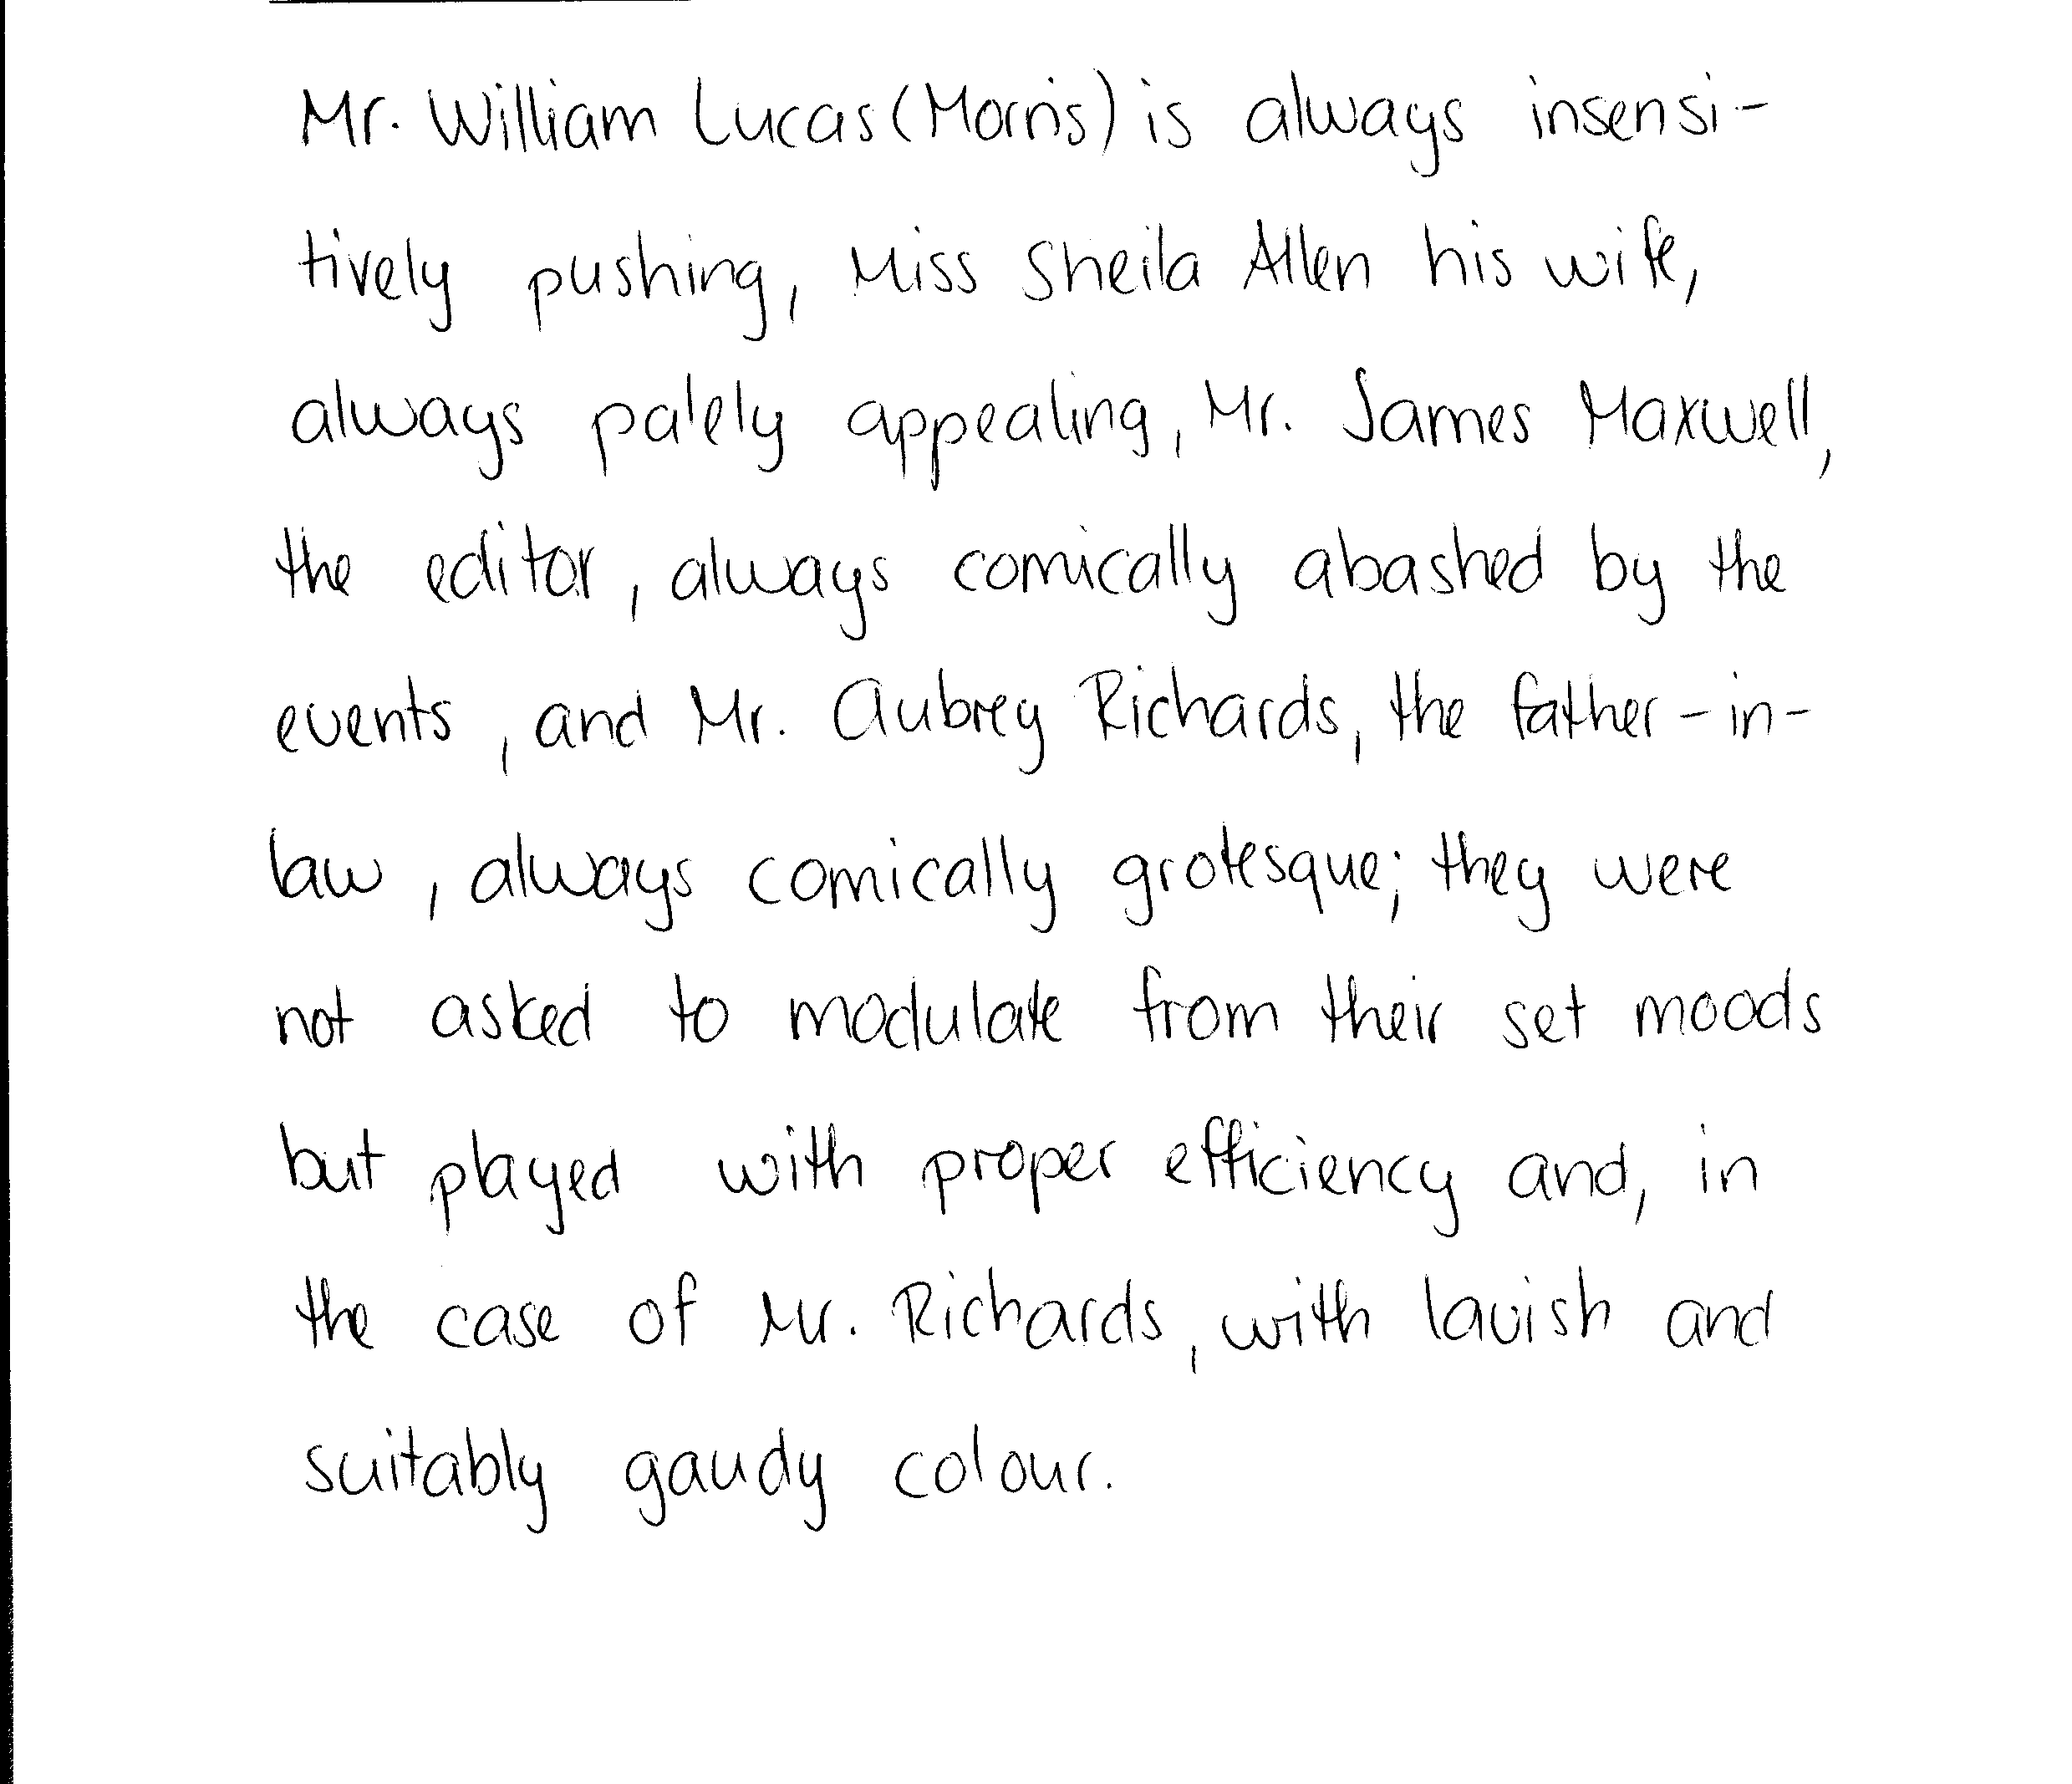 Mr. William Lucas (Morris) is always insensi-
tively pushing, Miss Sheila Allen his wife,
always palely appealing, Mr. James Maxwell,
the editor, always comically abashed by the
events, and Mr. Aubrey Richards, the father-in-
law, always comically grotesque; they were
not asked to modulate from their set moods
but played with proper efficiency and, in
the case of Mr. Richards, with lavish and
suitably gaudy colour.